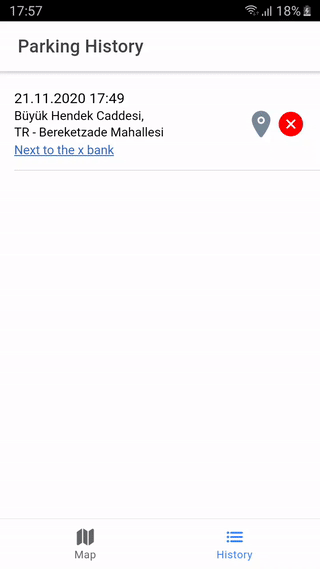 17:57
18%
Parking History
21.11.2020 17:49
Büyük Hendek Caddesi,
TR - Bereketzade Mahallesi
Next to the x bank
Map
History